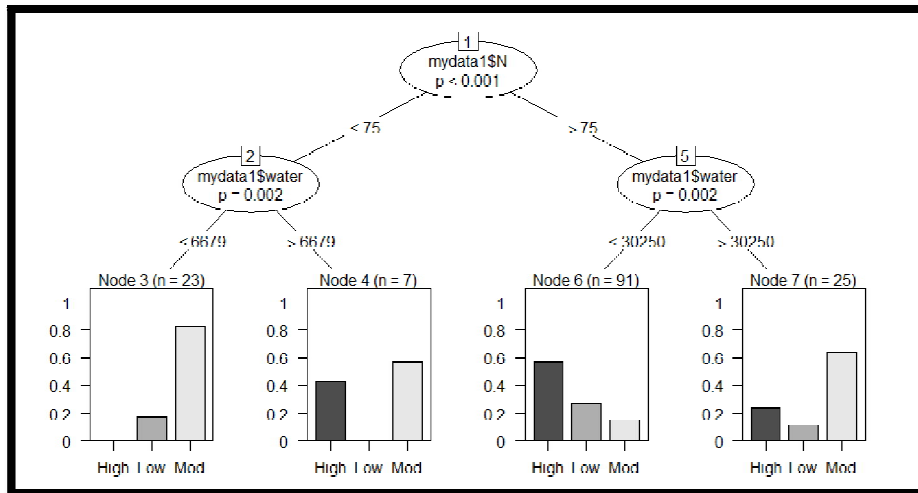 1
mydata1$N
p < 0.001
< 75
> 75
2
mydata1$water
p = 0.002
5
mydata1$water
p = 0.002
< 6679
> 6679
< 30250
> 30250
Node 3 (n = 23)
1
0.8
0.6
0.4
0.2
0
High Low Mod
Node 4 (n = 7)
1
0.8
0.6
0.4
0.2
0
High Low Mod
Node 6 (n = 91)
1
0.8
0.6
0.4
0.2
0
High Low Mod
Node 7 (n = 25)
1
0.8
0.6
0.4
0.2
0
High Low Mod